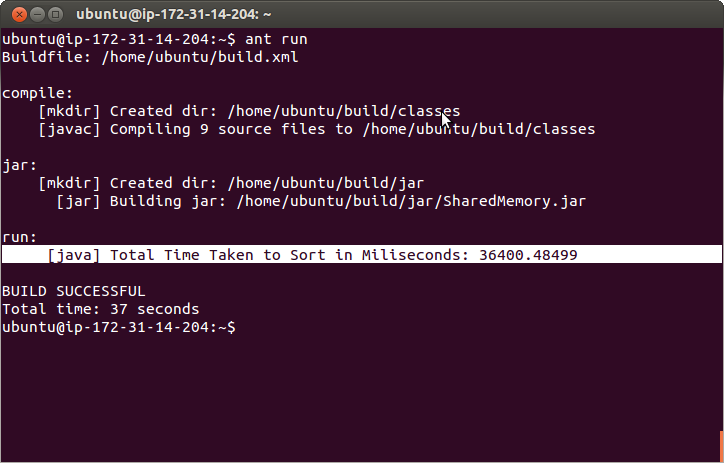 ubuntu@ip-172-31-14-204: ~
ubuntu@ip-172-31-14-204:~$ ant run
Buildfile: /home/ubuntu/build.xml
compile:
[mkdir] Created dir: /home/ubuntu/build/classes
[javac] Compiling 9 source files to /home/ubuntu/build/classes
jar:
[mkdir] Created dir: /home/ubuntu/build/jar
[jar] Building jar: /home/ubuntu/build/jar/SharedMemory.jar
run:
[java] Total Time Taken to Sort in Miliseconds: 36400.48499
BUILD SUCCESSFUL
Total time: 37 seconds
ubuntu@ip-172-31-14-204:~$